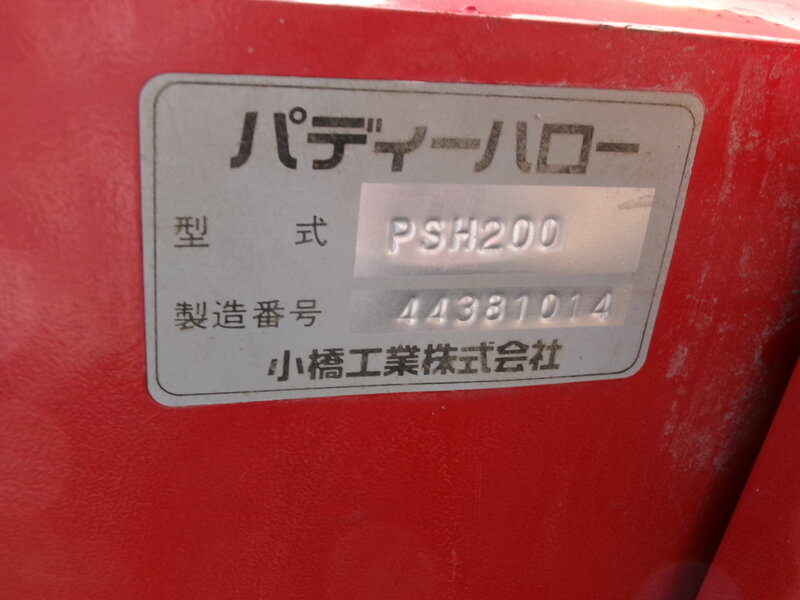 パディーハロー
型式 PSH200
製造番号 44381014
小橋工業株式会社